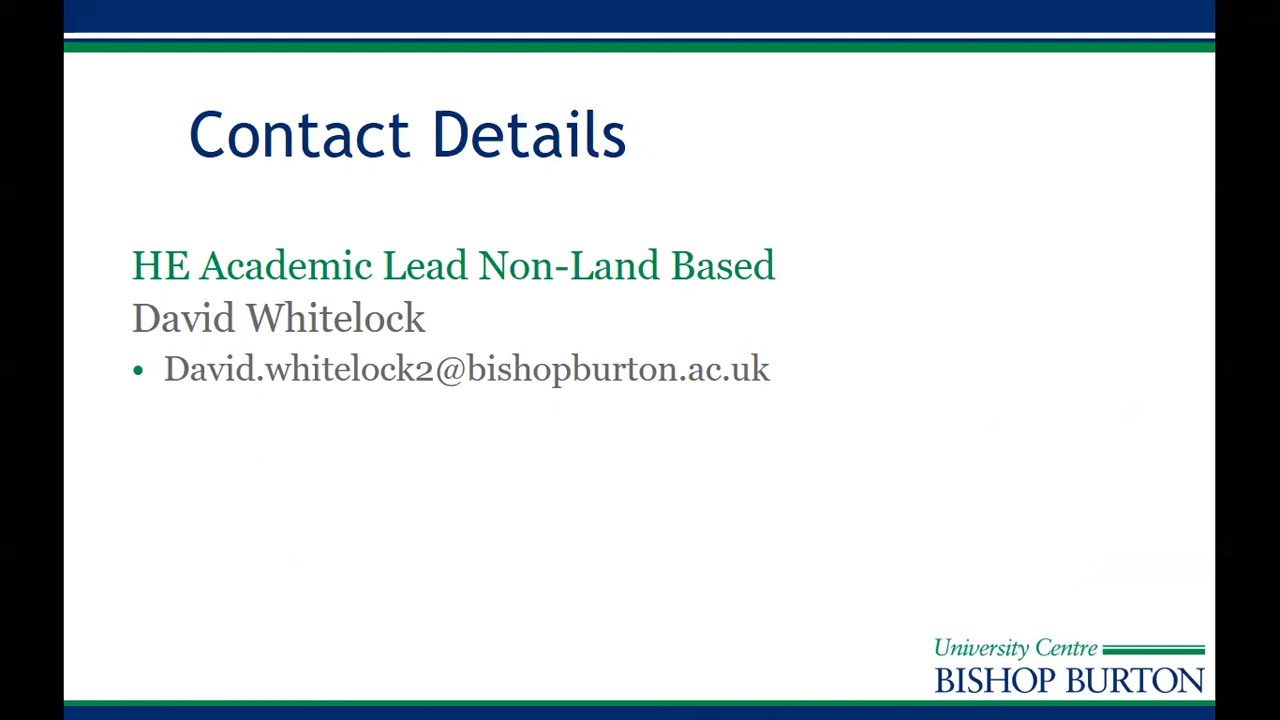 Contact Details
HE Academic Lead Non-Land Based
David Whitelock
• David.whitelock2@bishopburton.ac.uk
University Centre
BISHOP BURTON